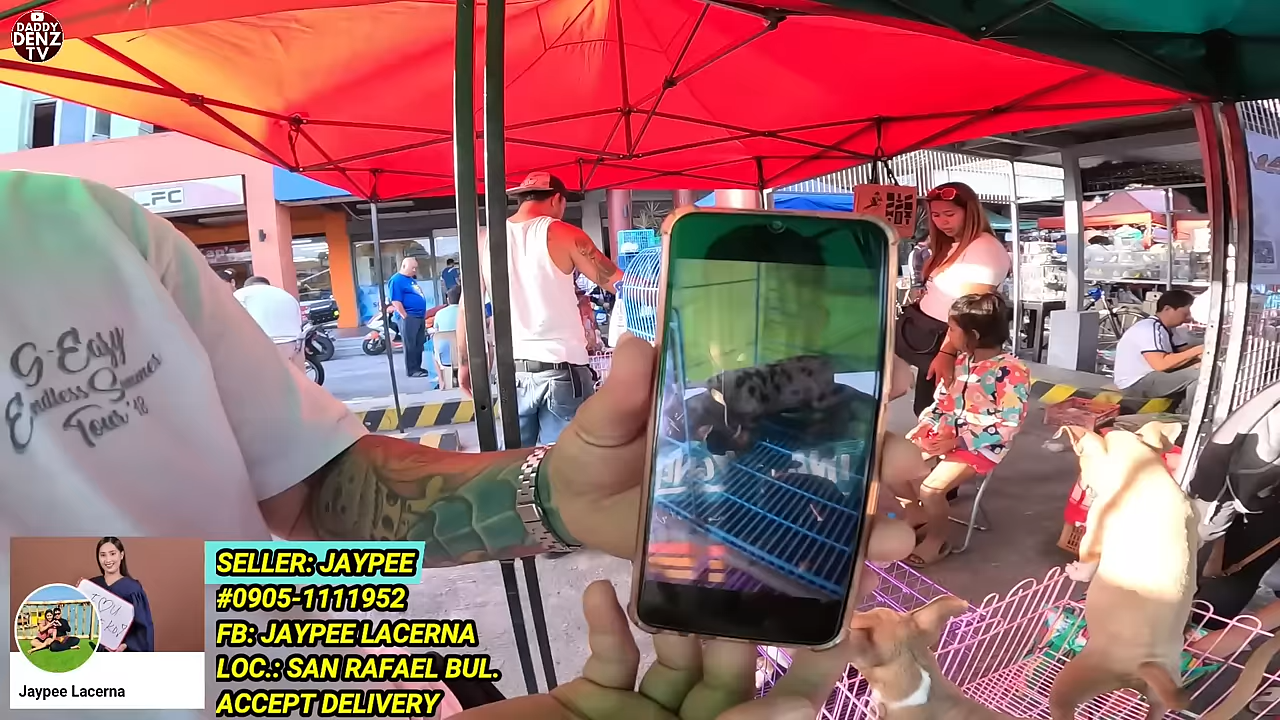 DADDY
DENZ
TV
LFC
G-Eazy
Endless Summer
Tour '18
SELLER: JAYPEE
#0905-1111952
FB: JAYPEE LACERNA
LOC.: SAN RAFAEL BUL.
ACCEPT DELIVERY
Jaypee Lacerna